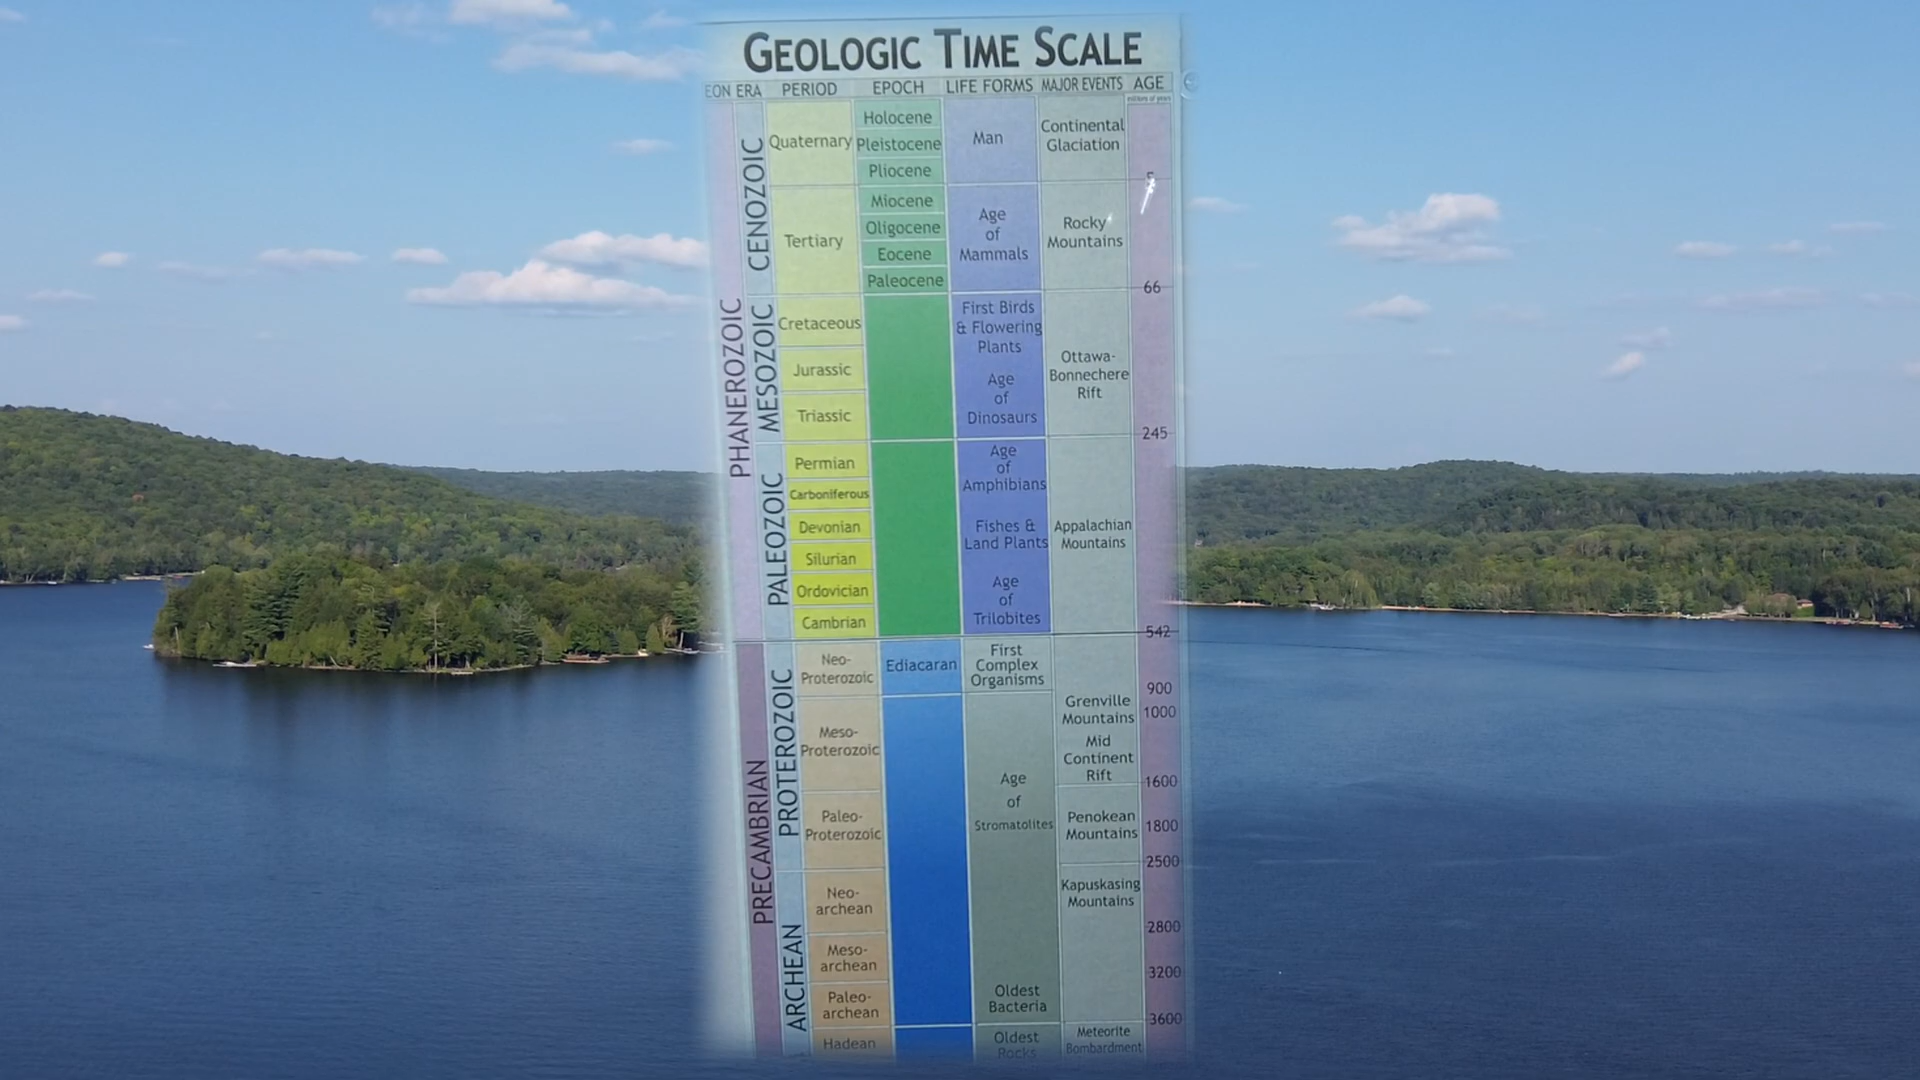 GEOLOGIC TIME SCALE
EON ERA PERIOD EPOCH LIFE FORMS MAJOR EVENTS AGE
millions of years
PHANEROZOIC
CENOZOIC
Quaternary
Holocene
Pleistocene
Pliocene
Man
Continental
Glaciation
5
Tertiary
Miocene
Oligocene
Eocene
Paleocene
Age
of
Mammals
Rocky
Mountains
66
MESOZOIC
Cretaceous
Jurassic
Triassic
First Birds
& Flowering
Plants
Age
of
Dinosaurs
Ottawa-
Bonnechere
Rift
245
PALEOZOIC
Permian
Carboniferous
Devonian
Silurian
Ordovician
Cambrian
Age
of
Amphibians
Fishes &
Land Plants
Age
of
Trilobites
Appalachian
Mountains
542
PRECAMBRIAN
PROTEROZOIC
Neo-
Proterozoic
Ediacaran
First
Complex
Organisms
900
Meso-
Proterozoic
Grenville
Mountains
1000
Mid
Continent
Rift
1600
Age
of
Stromatolites
Paleo-
Proterozoic
Penokean
Mountains
1800
2500
ARCHEAN
Neo-
archean
Kapuskasing
Mountains
2800
Meso-
archean
3200
Paleo-
archean
Oldest
Bacteria
3600
Hadean
Oldest
Rocks
Meteorite
Bombardment